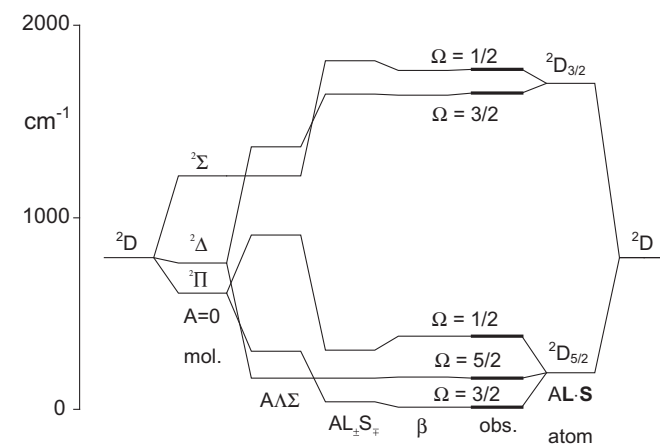 2000
Ω = 1/2
²D₃/₂
cm⁻¹
Ω = 3/2
²Σ
1000
²D
²Δ
²D
²Π
A=0
Ω = 1/2
mol.
Ω = 5/2
²D₅/₂
AΛΣ
Ω = 3/2
AL·S
0
AL±S∓
β
obs.
atom